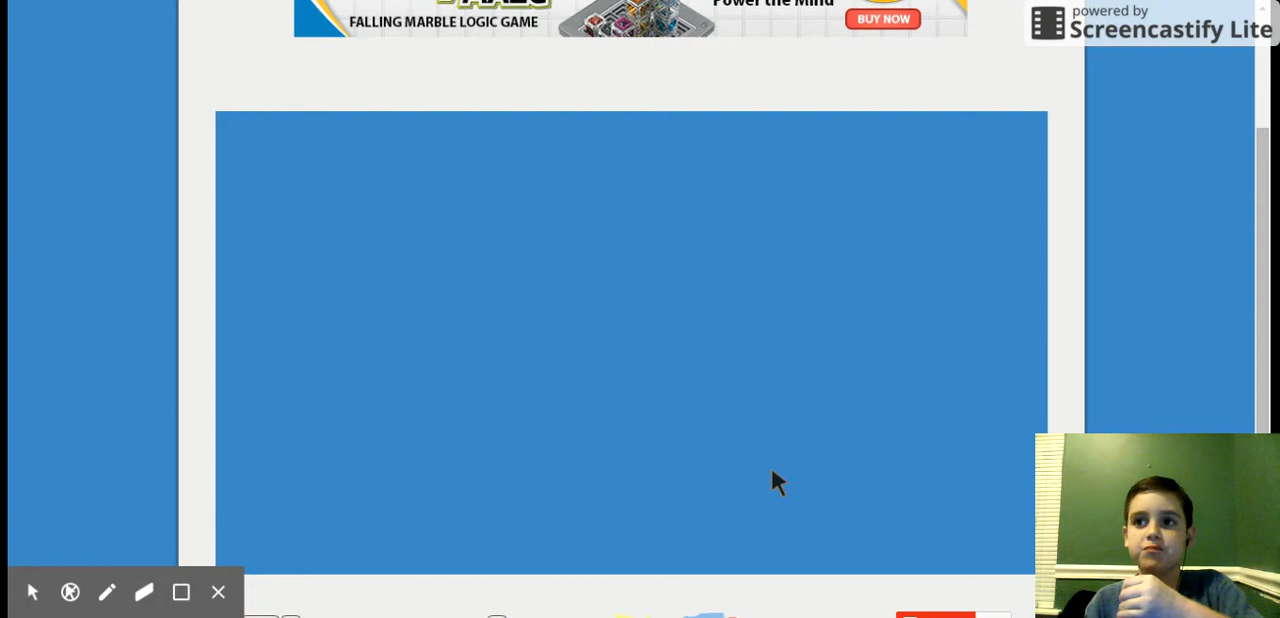 Power the Mind
FALLING MARBLE LOGIC GAME
BUY NOW
powered by
Screencastify Lite